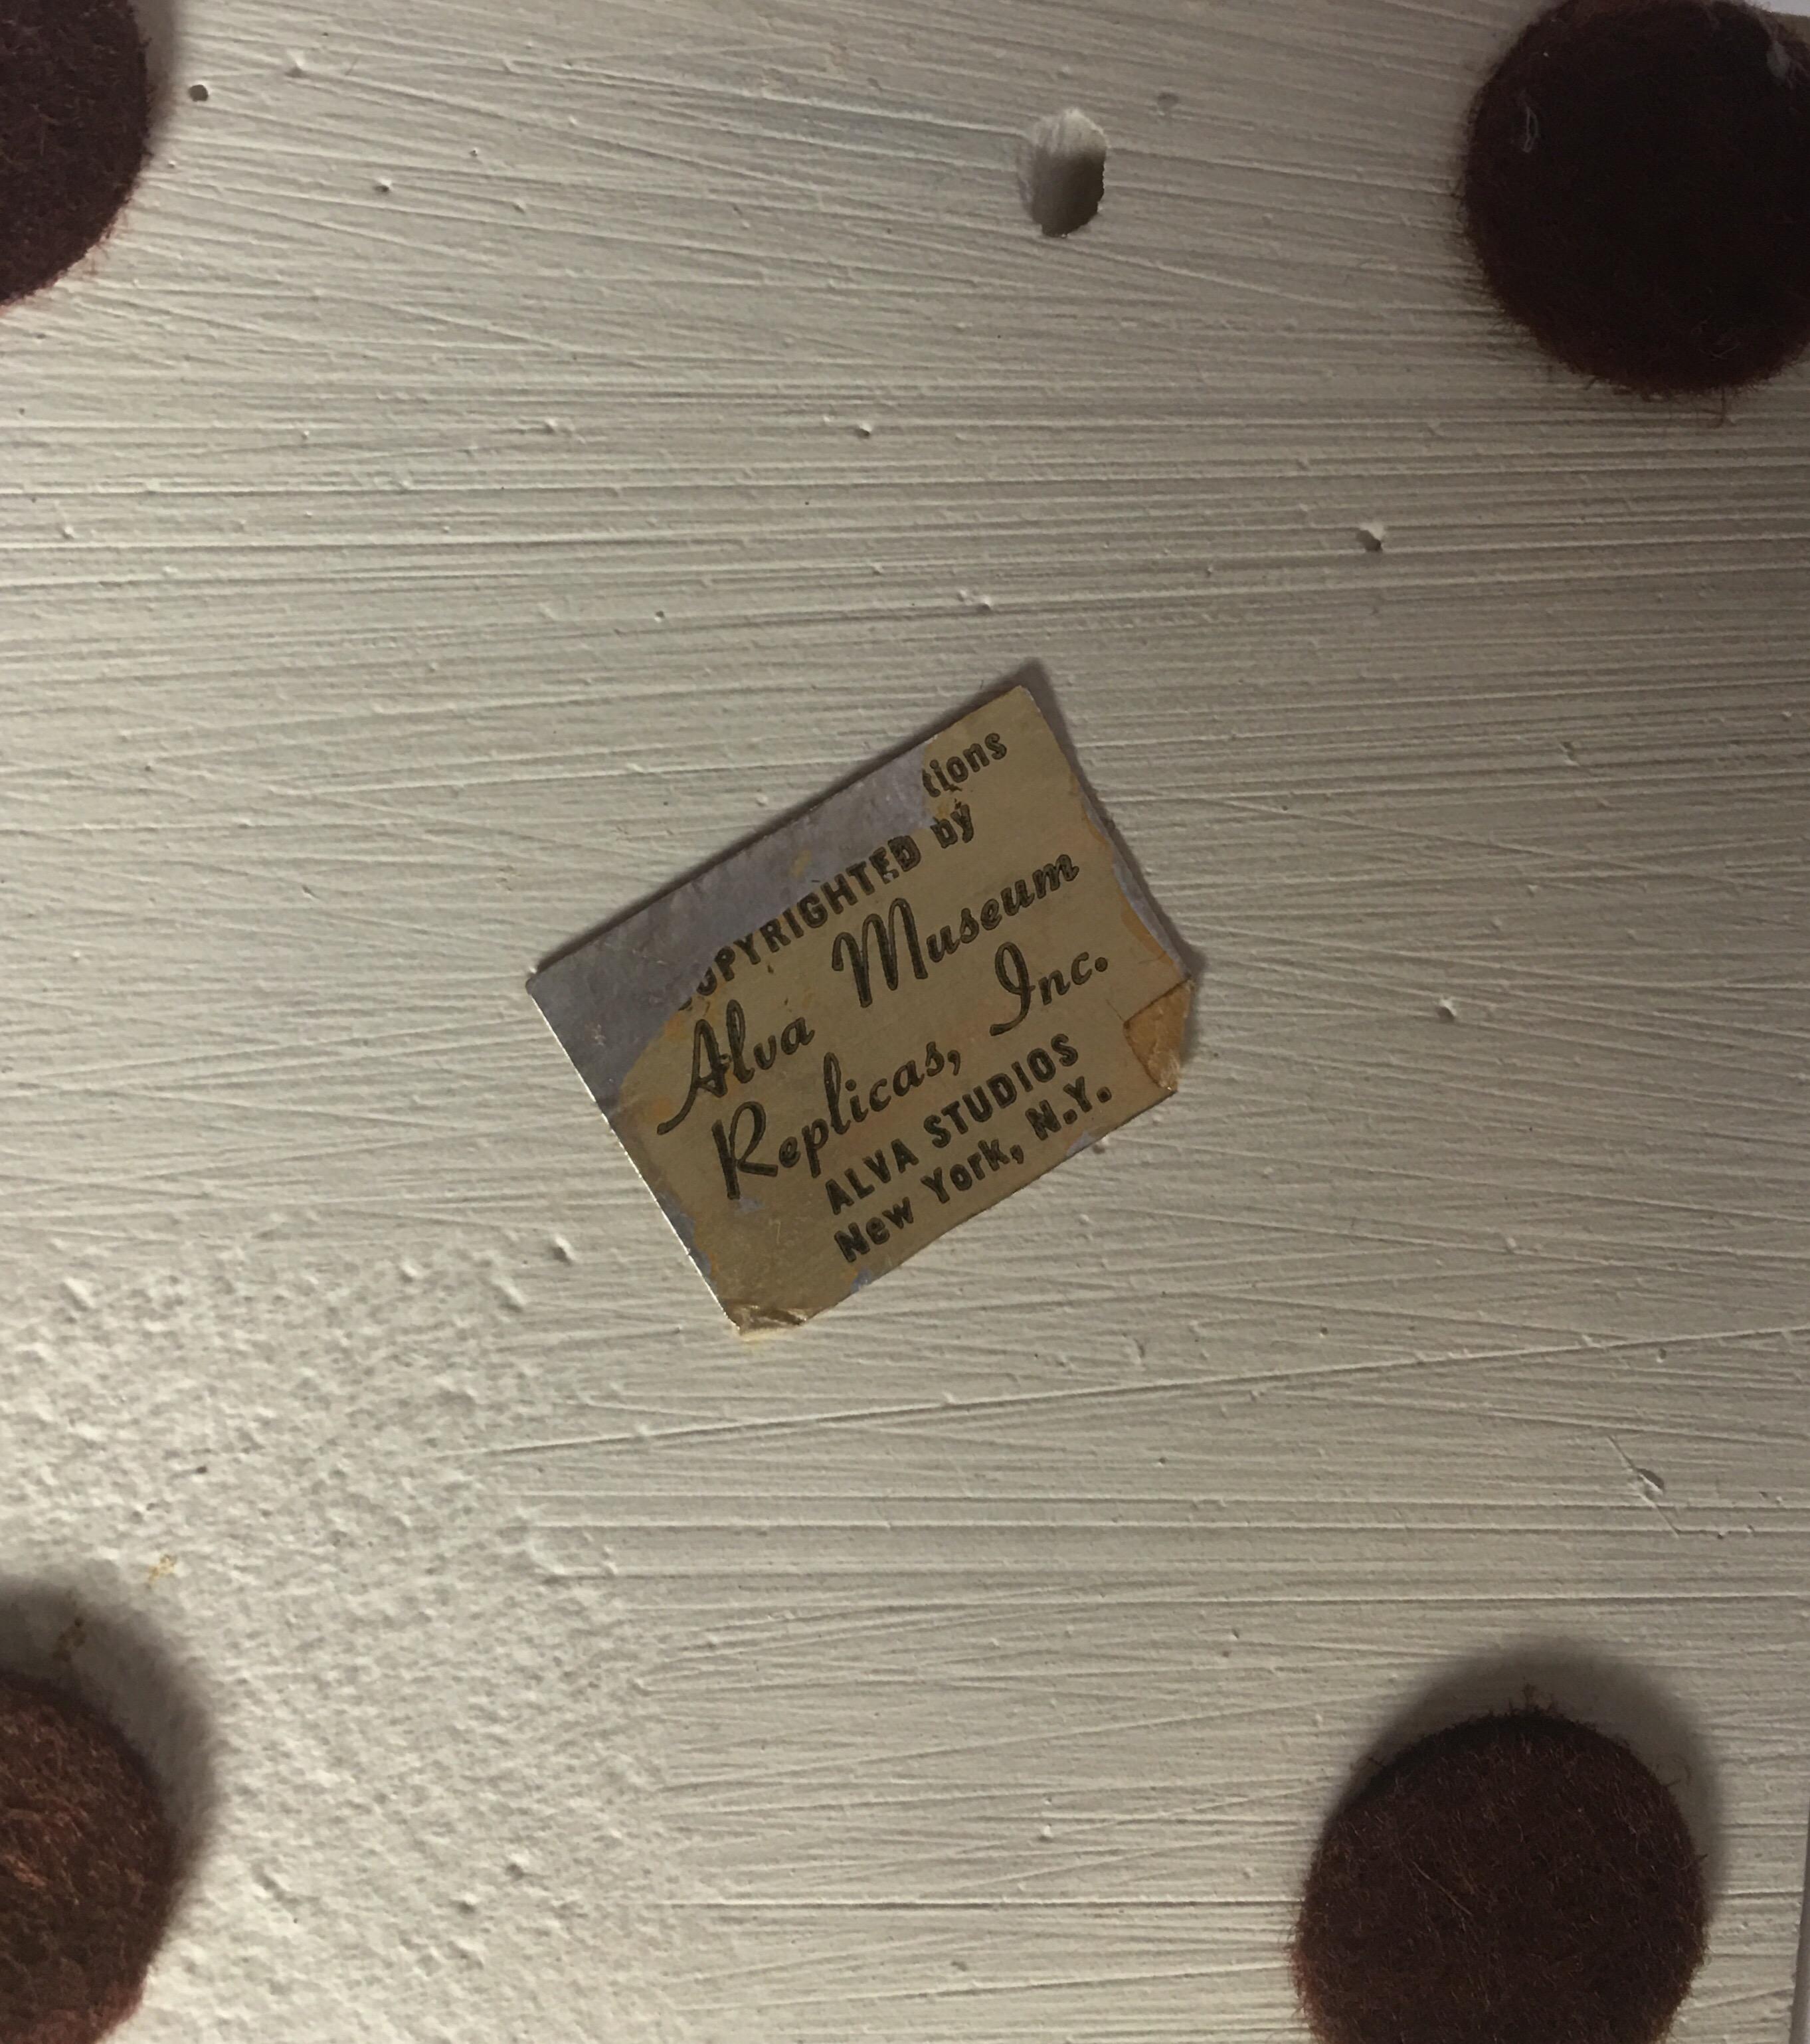 tions
COPYRIGHTED by
Alva Museum
Replicas, Inc.
ALVA STUDIOS
New York, N.Y.